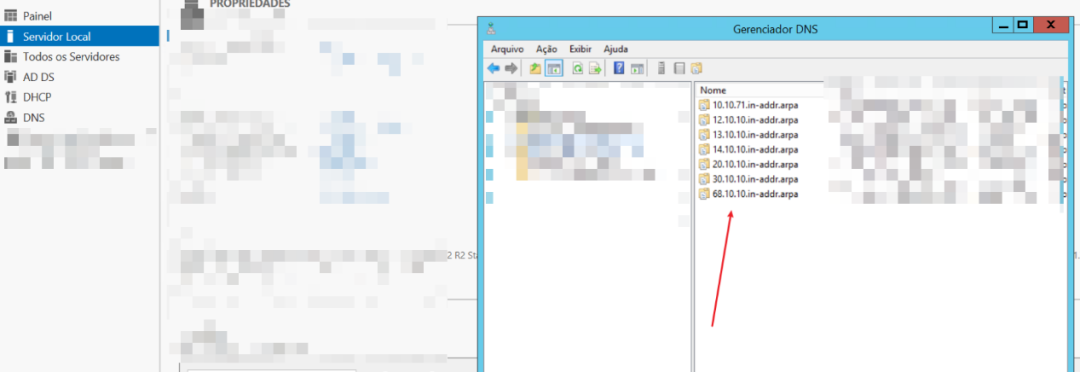 PROPRIEDADES
Painel
Servidor Local
Todos os Servidores
AD DS
DHCP
DNS
2 R2 Sta
Gerenciador DNS
Arquivo Ação Exibir Ajuda
Nome
10.10.71.in-addr.arpa
12.10.10.in-addr.arpa
13.10.10.in-addr.arpa
14.10.10.in-addr.arpa
20.10.10.in-addr.arpa
30.10.10.in-addr.arpa
68.10.10.in-addr.arpa